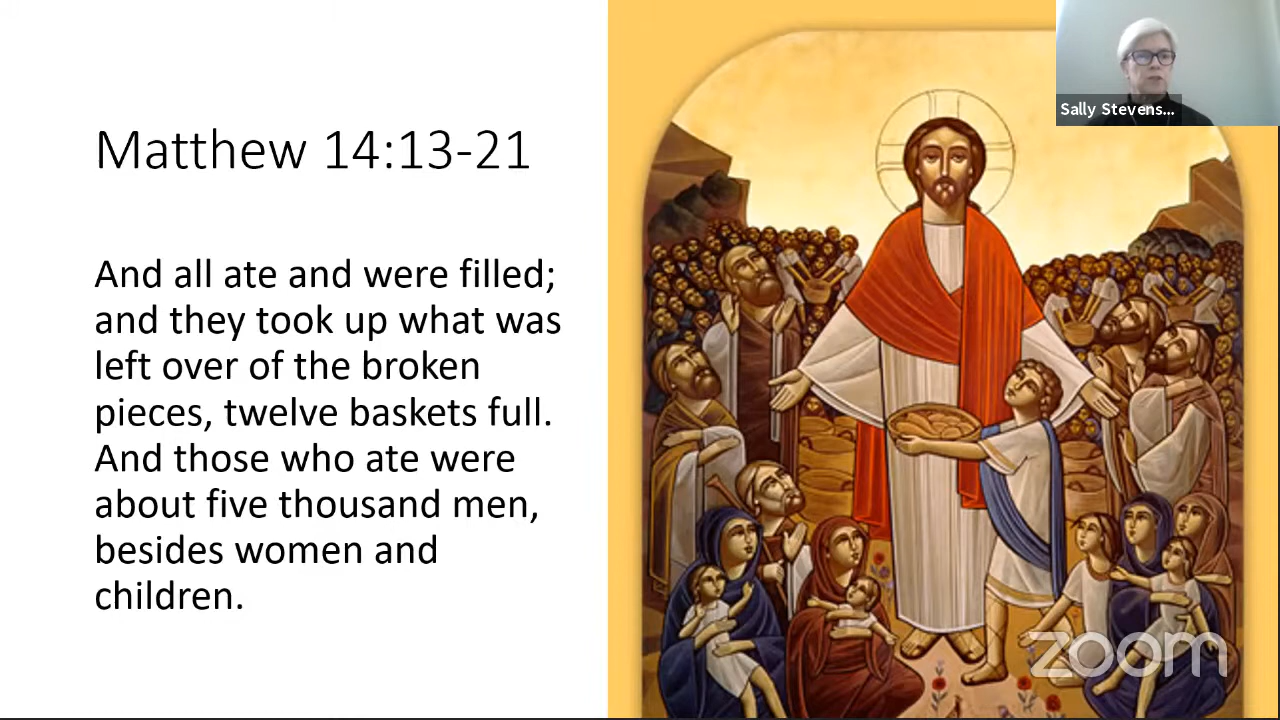 Sally Stevens...
Matthew 14:13-21
And all ate and were filled;
and they took up what was
left over of the broken
pieces, twelve baskets full.
And those who ate were
about five thousand men,
besides women and
children.
zoom